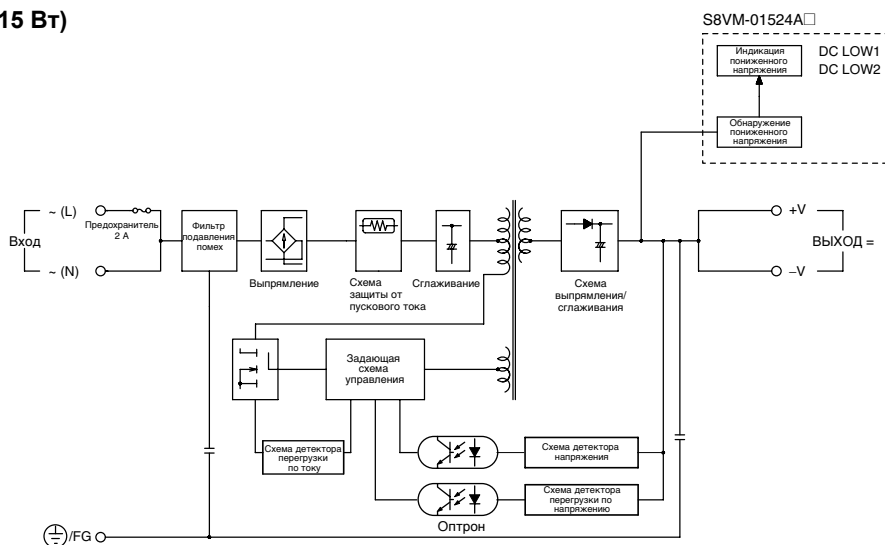 15 Вт)
S8VM-01524A□
Индикация
пониженного
напряжения
DC LOW1
DC LOW2
Обнаружение
пониженного
напряжения
Вход
~ (L)
~ (N)
Предохранитель
2 А
Фильтр
подавления
помех
Выпрямление
Схема
защиты от
пускового тока
Сглаживание
Схема
выпрямления/
сглаживания
+V
–V
ВЫХОД =
Задающая
схема
управления
Схема детектора
перегрузки
по току
Схема детектора
напряжения
Схема детектора
перегрузки по
напряжению
Оптрон
/FG